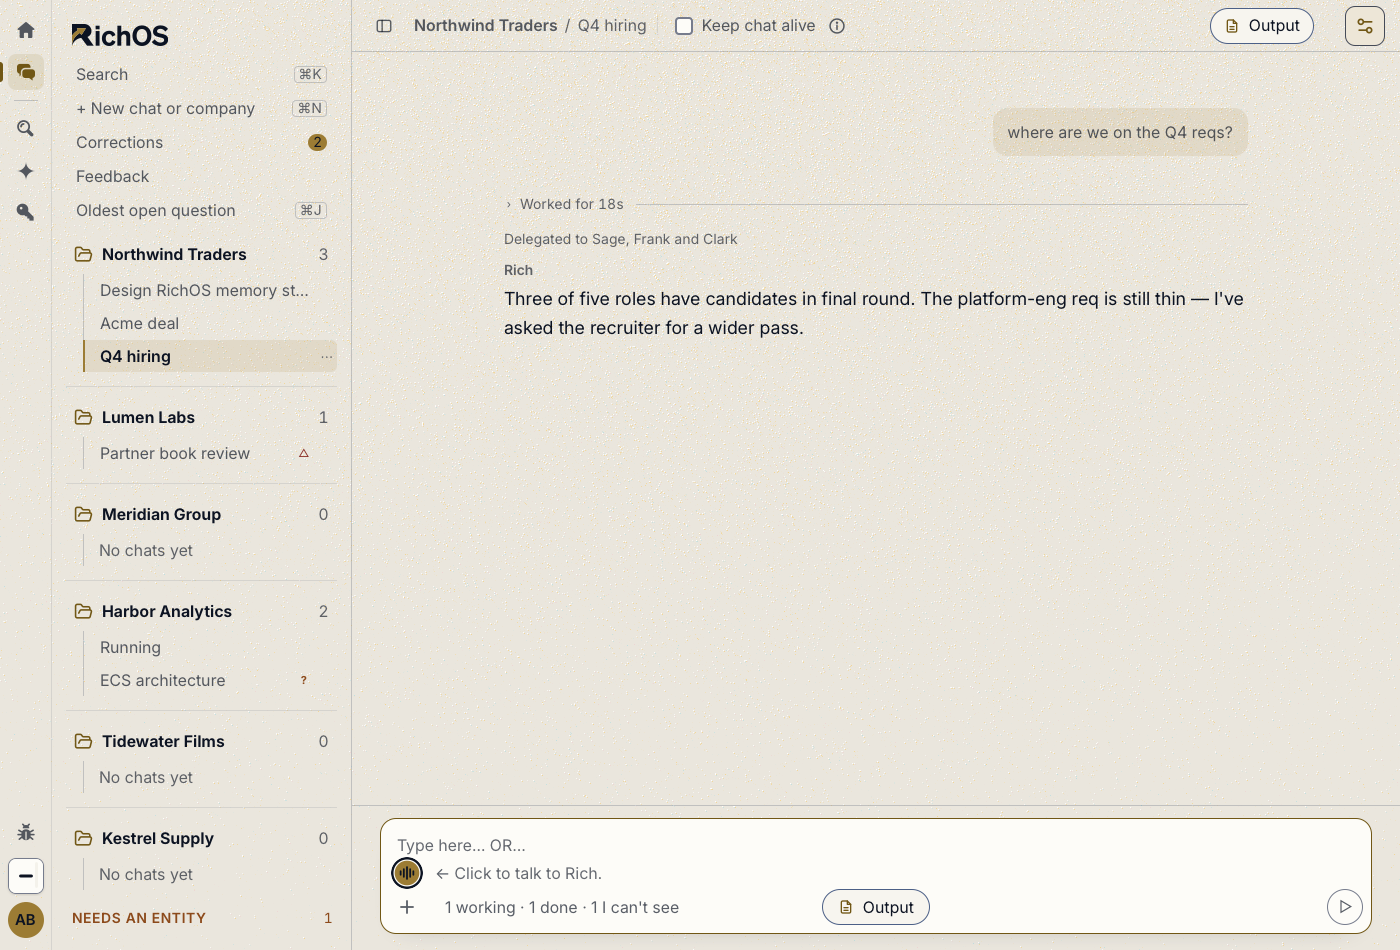 RichOS
Search ⌘K
+ New chat or company ⌘N
Corrections 2
Feedback
Oldest open question ⌘J
Northwind Traders 3
Design RichOS memory st...
Acme deal
Q4 hiring ...
Lumen Labs 1
Partner book review
Meridian Group 0
No chats yet
Harbor Analytics 2
Running
ECS architecture ?
Tidewater Films 0
No chats yet
Kestrel Supply 0
No chats yet
NEEDS AN ENTITY 1
AB
Northwind Traders / Q4 hiring
Keep chat alive
Output
where are we on the Q4 reqs?
› Worked for 18s
Delegated to Sage, Frank and Clark
Rich
Three of five roles have candidates in final round. The platform-eng req is still thin — I've
asked the recruiter for a wider pass.
Type here... OR...
← Click to talk to Rich.
1 working · 1 done · 1 I can't see
Output